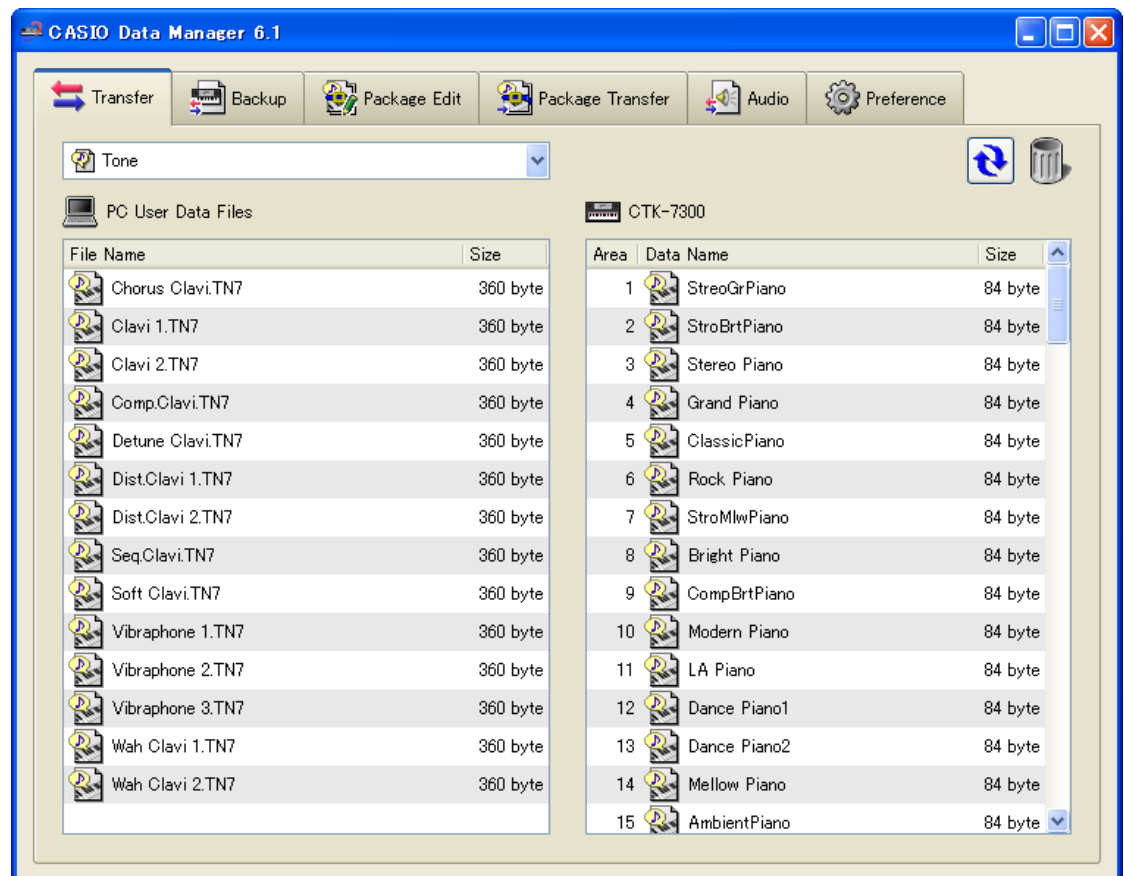 CASIO Data Manager 6.1
Transfer Backup Package Edit Package Transfer Audio Preference
Tone
PC User Data Files
File Name Size
Chorus Clavi.TN7 360 byte
Clavi 1.TN7 360 byte
Clavi 2.TN7 360 byte
Comp.Clavi.TN7 360 byte
Detune Clavi.TN7 360 byte
Dist.Clavi 1.TN7 360 byte
Dist.Clavi 2.TN7 360 byte
Seq.Clavi.TN7 360 byte
Soft Clavi.TN7 360 byte
Vibraphone 1.TN7 360 byte
Vibraphone 2.TN7 360 byte
Vibraphone 3.TN7 360 byte
Wah Clavi 1.TN7 360 byte
Wah Clavi 2.TN7 360 byte
CTK-7300
Area Data Name Size
1 StreoGrPiano 84 byte
2 StroBrtPiano 84 byte
3 Stereo Piano 84 byte
4 Grand Piano 84 byte
5 ClassicPiano 84 byte
6 Rock Piano 84 byte
7 StroMlwPiano 84 byte
8 Bright Piano 84 byte
9 CompBrtPiano 84 byte
10 Modern Piano 84 byte
11 LA Piano 84 byte
12 Dance Piano1 84 byte
13 Dance Piano2 84 byte
14 Mellow Piano 84 byte
15 AmbientPiano 84 byte